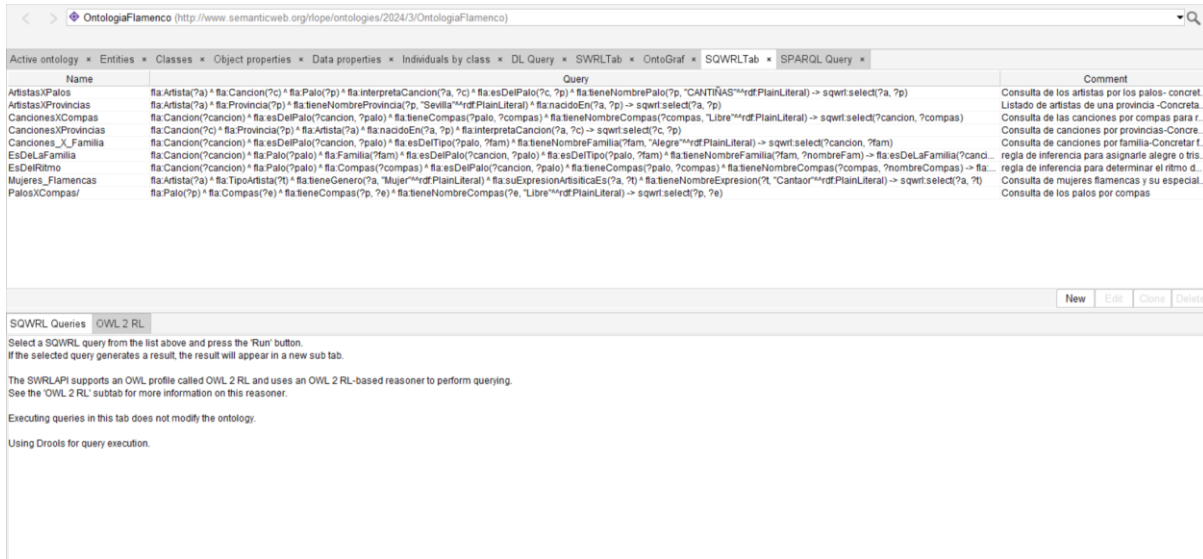 OntologiaFlamenco (http://www.semanticweb.org/rlope/ontologies/2024/3/OntologiaFlamenco)
Active ontology × Entities × Classes × Object properties × Data properties × Individuals by class × DL Query × SWRLTab × OntoGraf × SQWRLTab × SPARQL Query ×
Name Query Comment
ArtistasXPalos fla:Artista(?a) ^ fla:Cancion(?c) ^ fla:Palo(?p) ^ fla:interpretaCancion(?a, ?c) ^ fla:esDelPalo(?c, ?p) ^ fla:tieneNombrePalo(?p, "CANTIÑAS"^^rdf:PlainLiteral) -> sqwrl:select(?a, ?p) Consulta de los artistas por los palos- concret...
ArtistasXProvincias fla:Artista(?a) ^ fla:Provincia(?p) ^ fla:tieneNombreProvincia(?p, "Sevilla"^^rdf:PlainLiteral) ^ fla:nacidoEn(?a, ?p) -> sqwrl:select(?a, ?p) Listado de artistas de una provincia -Concreta...
CancionesXCompas fla:Cancion(?cancion) ^ fla:esDelPalo(?cancion, ?palo) ^ fla:tieneCompas(?palo, ?compas) ^ fla:tieneNombreCompas(?compas, "Libre"^^rdf:PlainLiteral) -> sqwrl:select(?cancion, ?compas) Consulta de las canciones por compas para r...
CancionesXProvincias fla:Cancion(?c) ^ fla:Provincia(?p) ^ fla:Artista(?a) ^ fla:nacidoEn(?a, ?p) ^ fla:interpretaCancion(?a, ?c) -> sqwrl:select(?c, ?p) Consulta de canciones por provincias-Concre...
Canciones_X_Familia fla:Cancion(?cancion) ^ fla:esDelPalo(?cancion, ?palo) ^ fla:esDelTipo(?palo, ?fam) ^ fla:tieneNombreFamilia(?fam, "Alegre"^^rdf:PlainLiteral) -> sqwrl:select(?cancion, ?fam) Consulta de canciones por familia-Concretar f...
EsDeLaFamilia fla:Cancion(?cancion) ^ fla:Palo(?palo) ^ fla:Familia(?fam) ^ fla:esDelPalo(?cancion, ?palo) ^ fla:esDelTipo(?palo, ?fam) ^ fla:tieneNombreFamilia(?fam, ?nombreFam) -> fla:esDeLaFamilia(?canci... regla de inferencia para asignarle alegre o tris...
EsDelRitmo fla:Cancion(?cancion) ^ fla:Palo(?palo) ^ fla:Compas(?compas) ^ fla:esDelPalo(?cancion, ?palo) ^ fla:tieneCompas(?palo, ?compas) ^ fla:tieneNombreCompas(?compas, ?nombreCompas) -> fla:... regla de inferencia para determinar el ritmo d...
Mujeres_Flamencas fla:Artista(?a) ^ fla:TipoArtista(?t) ^ fla:tieneGenero(?a, "Mujer"^^rdf:PlainLiteral) ^ fla:suExpresionArtisiticaEs(?a, ?t) ^ fla:tieneNombreExpresion(?t, "Cantaor"^^rdf:PlainLiteral) -> sqwrl:select(?a, ?t) Consulta de mujeres flamencas y su especial...
PalosXCompas/ fla:Palo(?p) ^ fla:Compas(?e) ^ fla:tieneCompas(?p, ?e) ^ fla:tieneNombreCompas(?e, "Libre"^^rdf:PlainLiteral) -> sqwrl:select(?p, ?e) Consulta de los palos por compas
New Edit Clone Delete
SQWRL Queries OWL 2 RL
Select a SQWRL query from the list above and press the 'Run' button.
If the selected query generates a result, the result will appear in a new sub tab.
The SWRLAPI supports an OWL profile called OWL 2 RL and uses an OWL 2 RL-based reasoner to perform querying.
See the 'OWL 2 RL' subtab for more information on this reasoner.
Executing queries in this tab does not modify the ontology.
Using Drools for query execution.